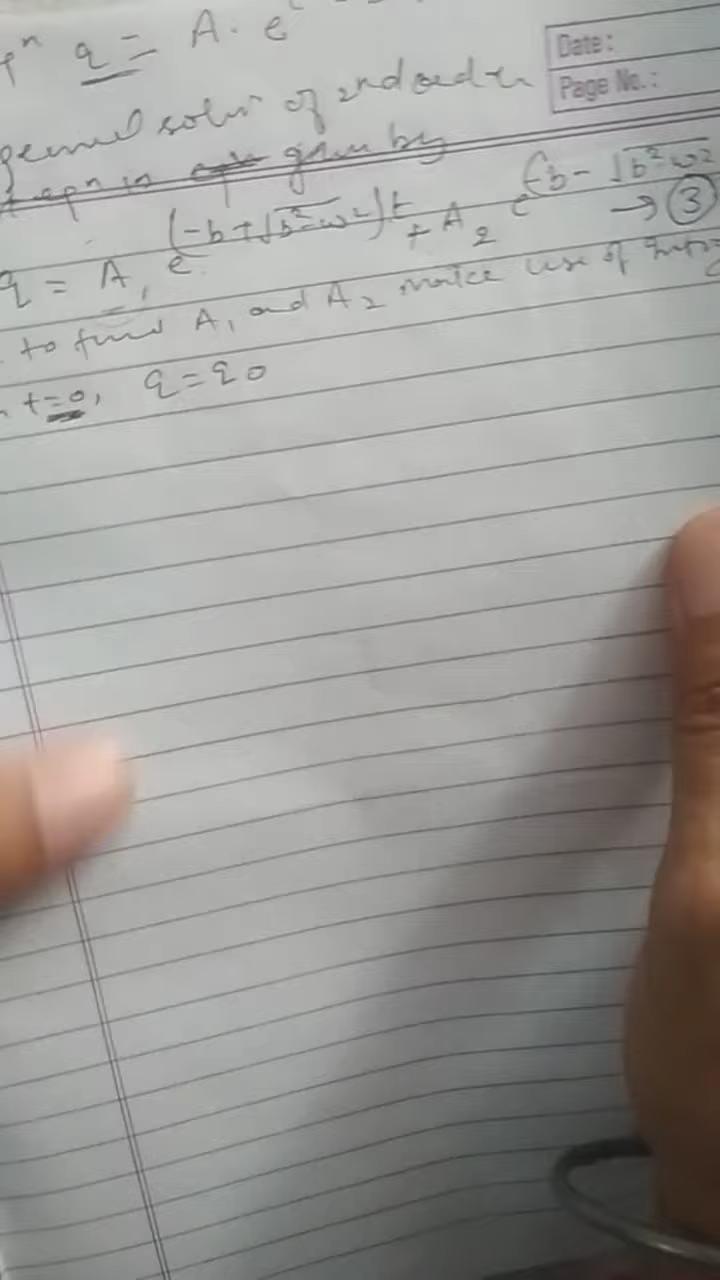 q = A. e
Date:
Page No.:
general solnⁿ of 2nd order
eqⁿ is given by
q = A₁ e^(-b+√b²-ω²)t + A₂ e^(-b-√b²-ω²
→ ③
to find A₁ and A₂ make use of
t=0, q=q0